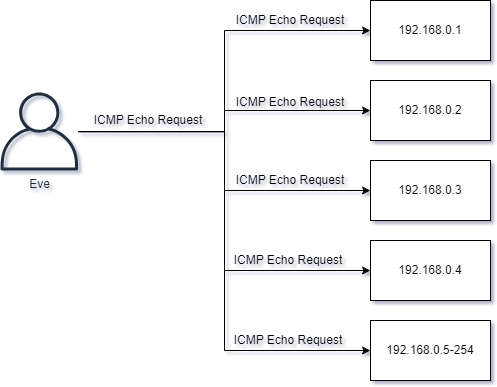 ICMP Echo Request
192.168.0.1
ICMP Echo Request
192.168.0.2
ICMP Echo Request
Eve
ICMP Echo Request
192.168.0.3
ICMP Echo Request
192.168.0.4
ICMP Echo Request
192.168.0.5-254